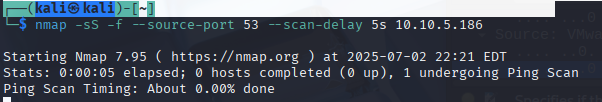 ┌──(kali㉿kali)-[~]
└─$ nmap -sS -f --source-port 53 --scan-delay 5s 10.10.5.186
Starting Nmap 7.95 ( https://nmap.org ) at 2025-07-02 22:21 EDT
Stats: 0:00:05 elapsed; 0 hosts completed (0 up), 1 undergoing Ping Scan
Ping Scan Timing: About 0.00% done